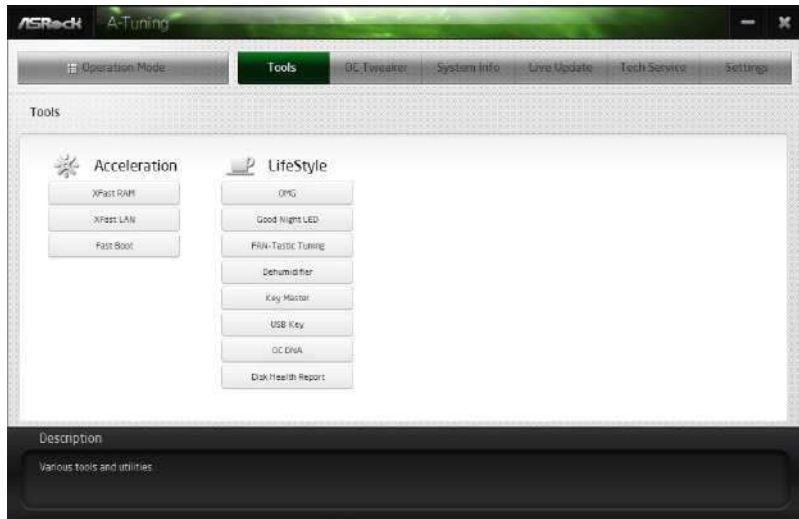 ASRock A-Tuning
Operation Mode Tools OC Tweaker System Info Live Update Tech Service Settings
Tools
Acceleration
XFast RAM
XFast LAN
Fast Boot
LifeStyle
OMG
Good Night LED
FAN-Tastic Tuning
Dehumidifier
Key Master
USB Key
OC DNA
Disk Health Report
Description
Various tools and utilities